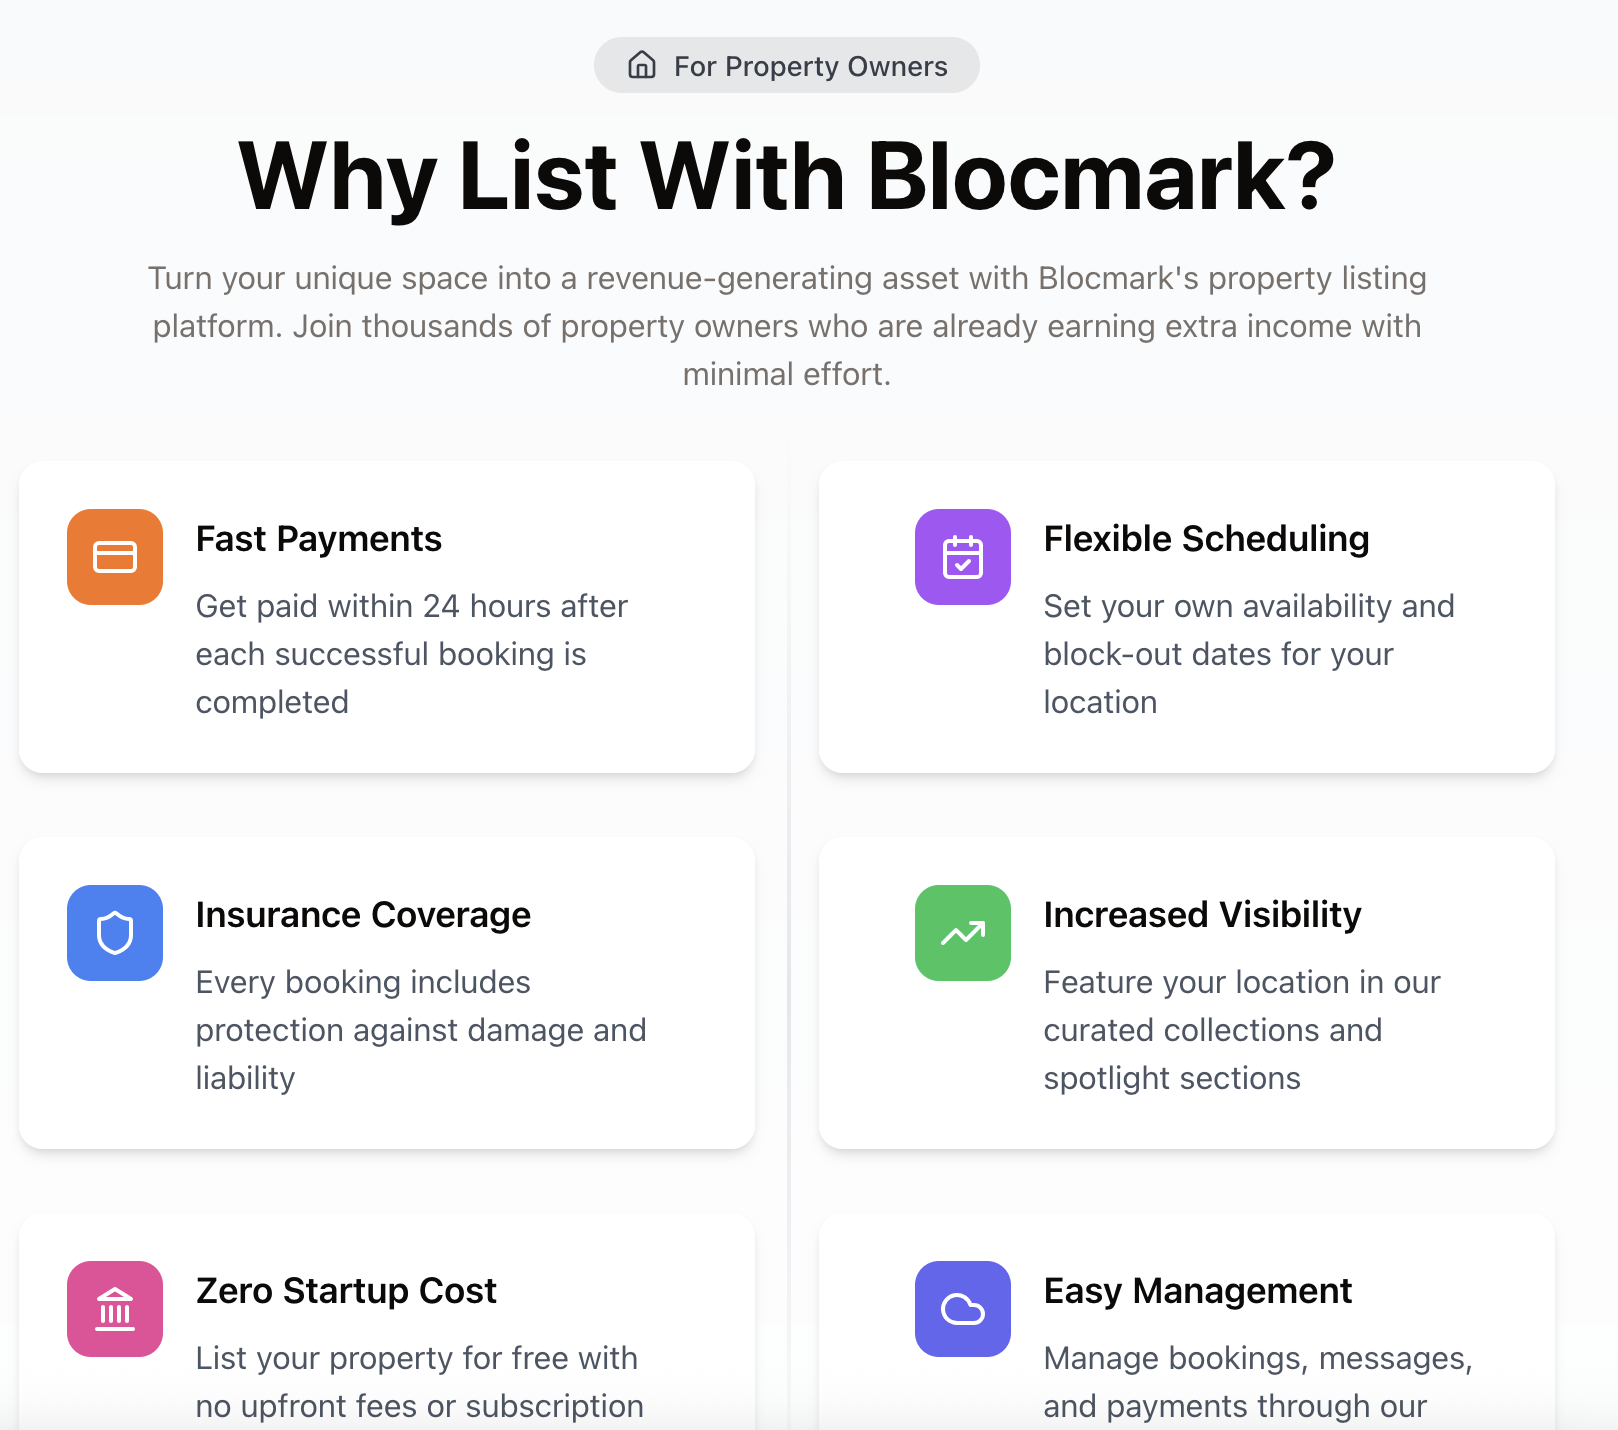 For Property Owners
Why List With Blocmark?
Turn your unique space into a revenue-generating asset with Blocmark's property listing
platform. Join thousands of property owners who are already earning extra income with
minimal effort.
Fast Payments
Get paid within 24 hours after
each successful booking is
completed
Flexible Scheduling
Set your own availability and
block-out dates for your
location
Insurance Coverage
Every booking includes
protection against damage and
liability
Increased Visibility
Feature your location in our
curated collections and
spotlight sections
Zero Startup Cost
List your property for free with
no upfront fees or subscription
Easy Management
Manage bookings, messages,
and payments through our